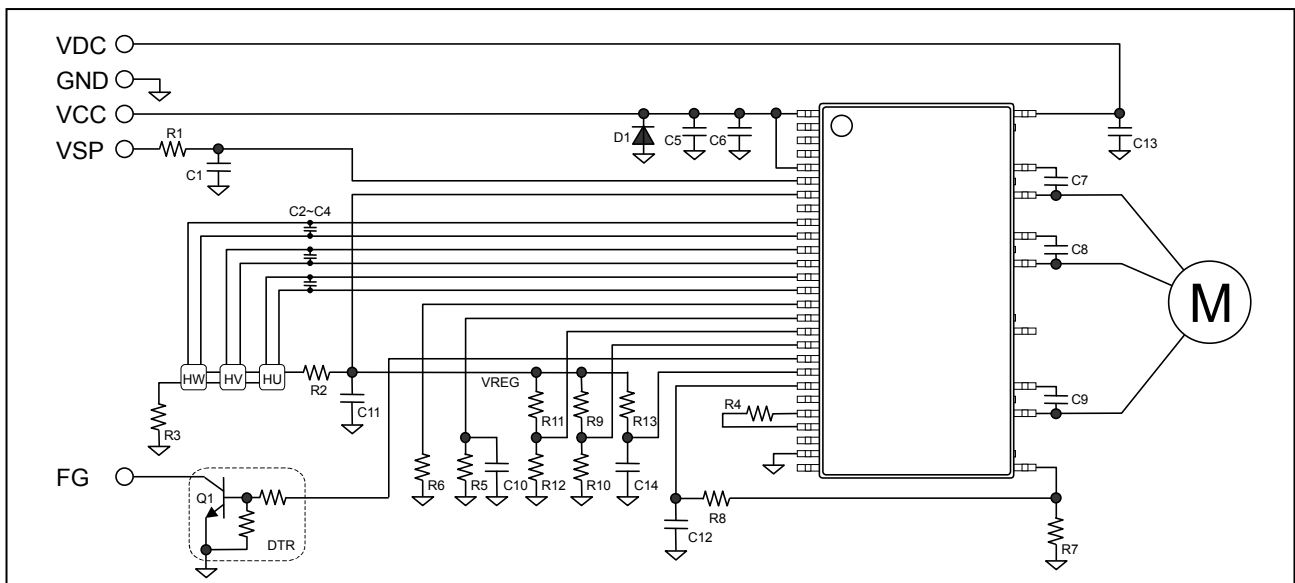 VDC
GND
VCC
VSP
R1
C1
D1
C5
C6
C13
C7
C2~C4
C8
M
HW
HV
HU
R2
VREG
C11
R11
R9
R13
R4
C9
R3
FG
Q1
DTR
R6
R5
C10
R12
R10
C14
R8
C12
R7